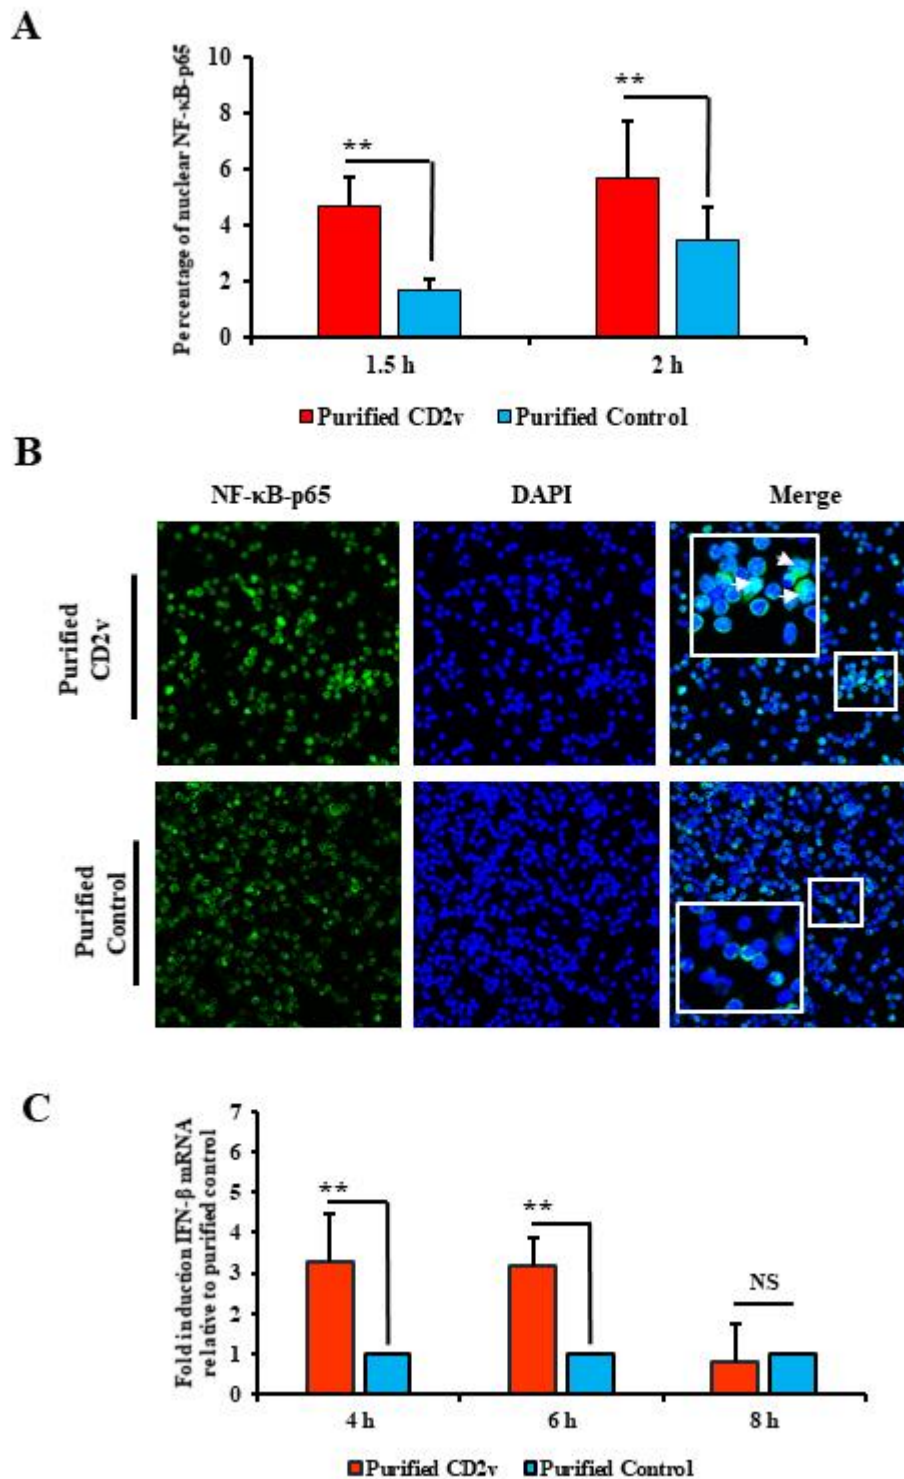 A
Percentage of nuclear NF-κB-p65
10
8
6
4
2
0
**
**
1.5 h
2 h
Purified CD2v
Purified Control
B
NF-κB-p65
DAPI
Merge
Purified
CD2v
Purified
Control
C
Fold induction IFN-β mRNA
relative to purified control
7
6
5
4
3
2
1
0
**
**
NS
4 h
6 h
8 h
Purified CD2v
Purified Control